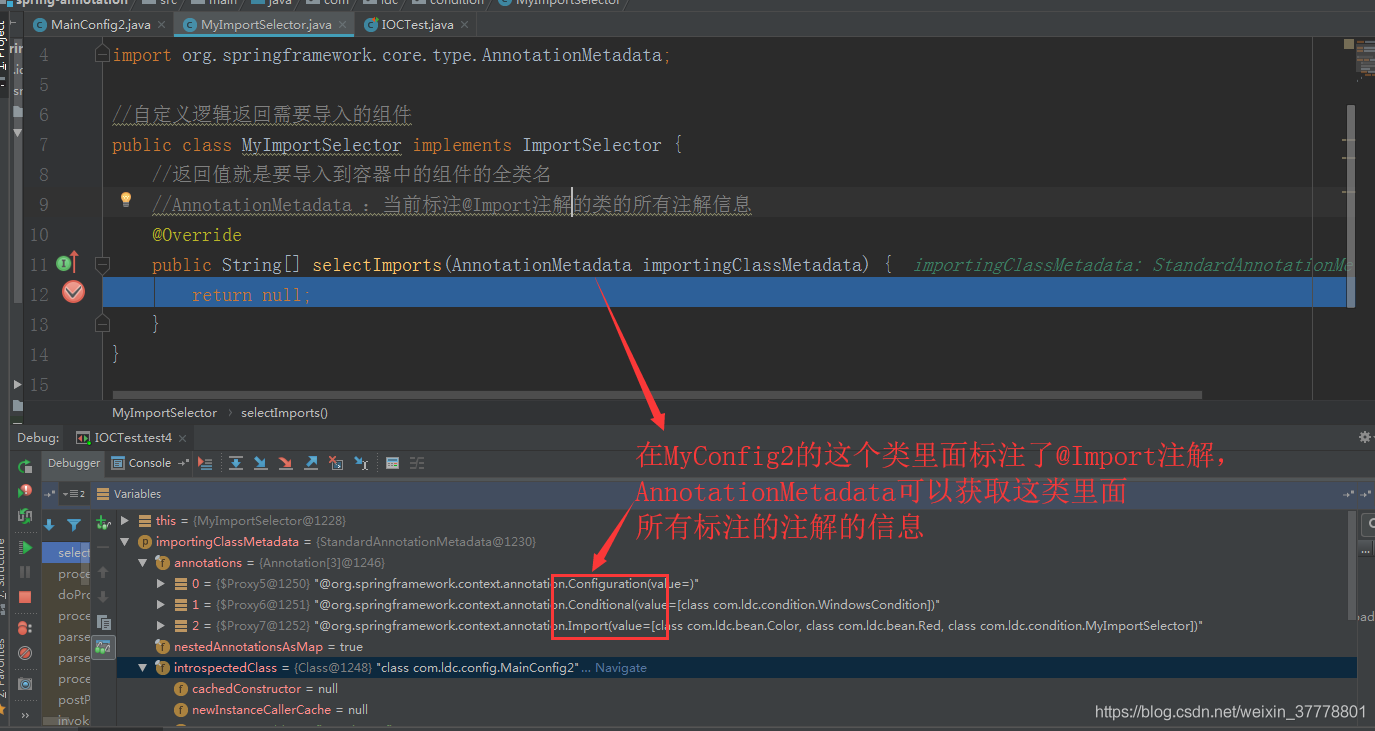 spring-annotation src main java com ldc condition MyImportSelector
MainConfig2.java MyImportSelector.java IOCTest.java
4 import org.springframework.core.type.AnnotationMetadata;
5
6 //自定义逻辑返回需要导入的组件
7 public class MyImportSelector implements ImportSelector {
8 //返回值就是要导入到容器中的组件的全类名
9 //AnnotationMetadata ：当前标注@Import注解的类的所有注解信息
10 @Override
11 public String[] selectImports(AnnotationMetadata importingClassMetadata) { importingClassMetadata: StandardAnnotationMe
12 return null;
13 }
14 }
15
MyImportSelector › selectImports()
在MyConfig2的这个类里面标注了@Import注解，
AnnotationMetadata可以获取这类里面
所有标注的注解的信息
Debug: IOCTest.test4
Debugger Console
Variables
this = {MyImportSelector@1228}
importingClassMetadata = {StandardAnnotationMetadata@1230}
annotations = {Annotation[3]@1246}
0 = {$Proxy5@1250} "@org.springframework.context.annotation.Configuration(value=)"
1 = {$Proxy6@1251} "@org.springframework.context.annotation.Conditional(value=[class com.ldc.condition.WindowsCondition])"
2 = {$Proxy7@1252} "@org.springframework.context.annotation.Import(value=[class com.ldc.bean.Color, class com.ldc.bean.Red, class com.ldc.condition.MyImportSelector])"
nestedAnnotationsAsMap = true
introspectedClass = {Class@1248} "class com.ldc.config.MainConfig2"... Navigate
cachedConstructor = null
newInstanceCallerCache = null
select
proce
doPro
proce
parse
parse
proce
postP
invok
https://blog.csdn.net/weixin_37778801